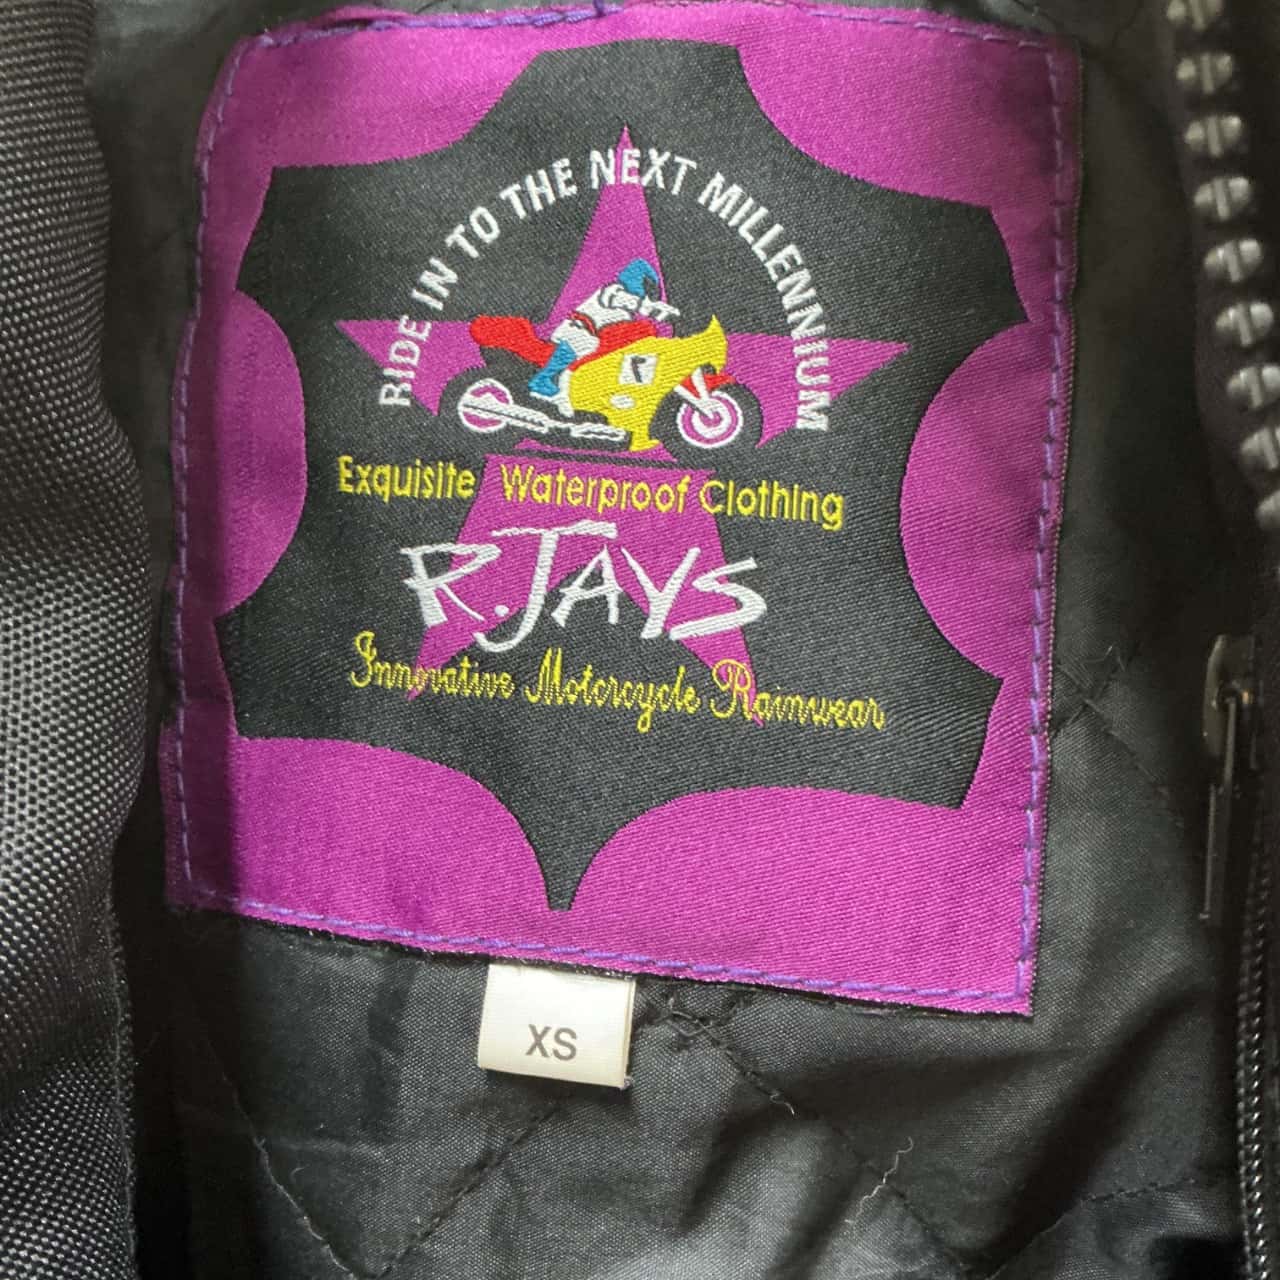 RIDE IN TO THE NEXT MILLENNIUM
Exquisite Waterproof Clothing
R.JAYS
Innovative Motorcycle Rainwear
XS